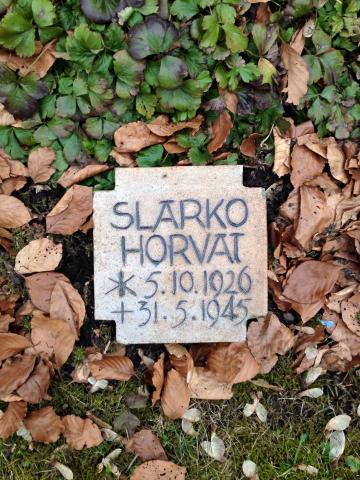 SLARKO
HORVAT
* 5.10.1926
+ 31.5.1945